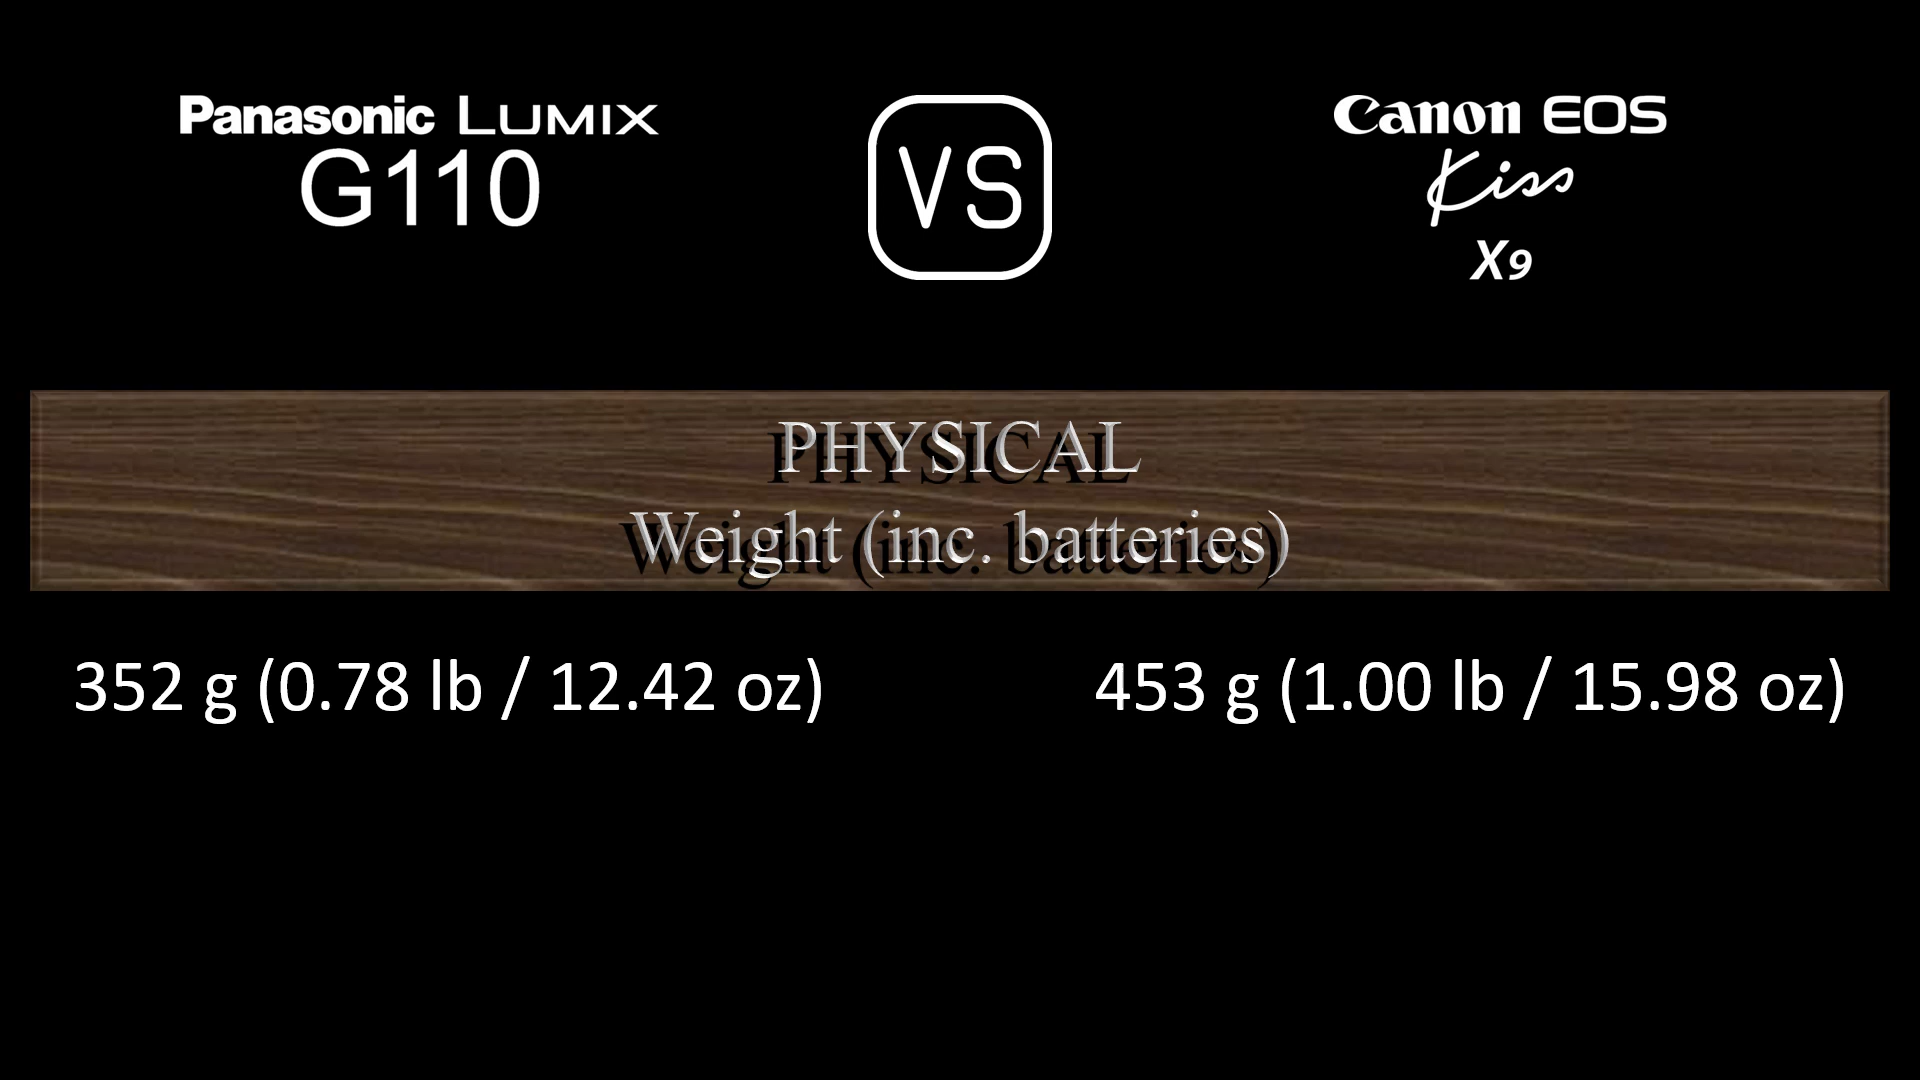 Panasonic LUMIX
G110
VS
Canon EOS
Kiss
X9
PHYSICAL
Weight (inc. batteries)
352 g (0.78 lb / 12.42 oz)
453 g (1.00 lb / 15.98 oz)